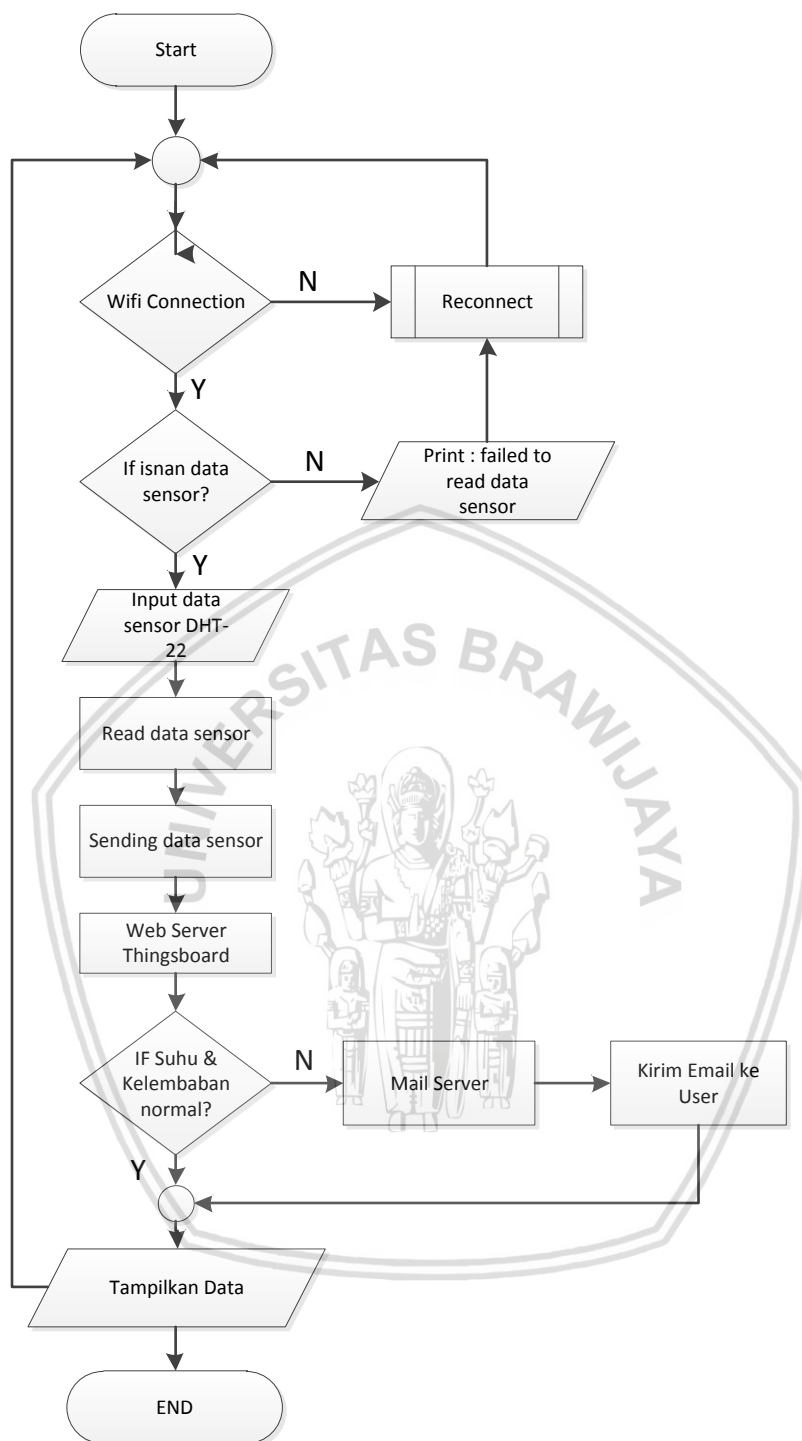 Start
Wifi Connection
N
Reconnect
Y
If isnan data
sensor?
N
Print : failed to
read data
sensor
Y
Input data
sensor DHT-
22
UNIVERSITAS BRAWIJAYA
Read data sensor
Sending data sensor
Web Server
Thingsboard
IF Suhu &
Kelembaban
normal?
N
Mail Server
Kirim Email ke
User
Y
Tampilkan Data
END